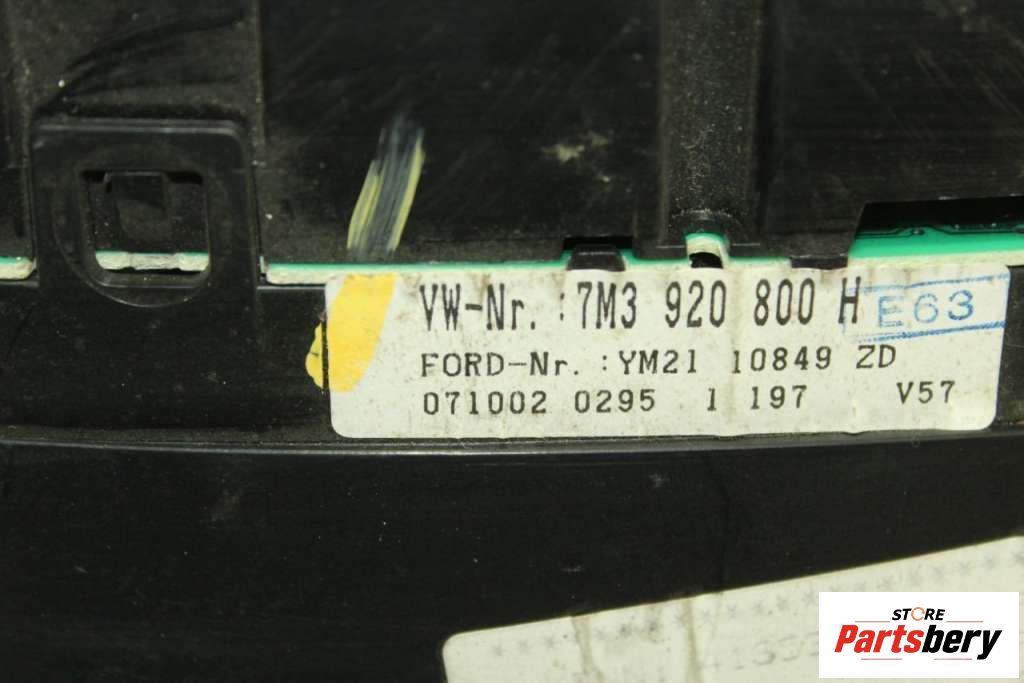 VW-Nr. :7M3 920 800 H E63
FORD-Nr. :YM21 10849 ZD
071002 0295 1 197 V57
STORE
Partsbery